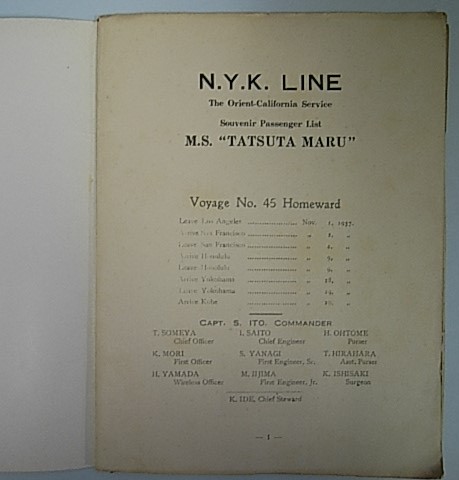 N.Y.K. LINE
The Orient-California Service
Souvenir Passenger List
M.S. "TATSUTA MARU"
Voyage No. 45 Homeward
Leave Los Angeles .................... Nov. 1, 1937.
Arrive San Francisco .................... „ 2, „
Leave San Francisco .................... „ 4, „
Arrive Honolulu .................... „ 9, „
Leave Honolulu .................... „ 9, „
Arrive Yokohama .................... „ 18, „
Leave Yokohama .................... „ „
Arrive Kobe .................... „ „
CAPT. S. ITO, COMMANDER
T. SOMEYA I. SAITO H. OHTOME
Chief Officer Chief Engineer Purser
K. MORI S. YANAGI T. HIRAHARA
First Officer First Engineer, Sr. Asst. Purser
H. YAMADA M. IIJIMA K. ISHISAKI
Wireless Officer First Engineer, Jr. Surgeon
K. IDE, Chief Steward
— 1 —